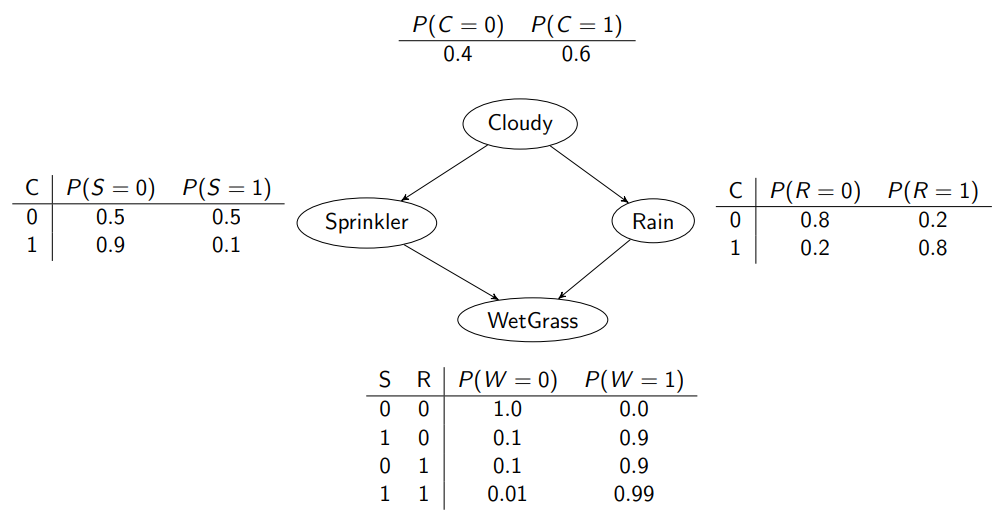 P(C = 0) P(C = 1)
0.4 0.6
Cloudy
C P(S = 0) P(S = 1)
0 0.5 0.5
1 0.9 0.1
Sprinkler
Rain
C P(R = 0) P(R = 1)
0 0.8 0.2
1 0.2 0.8
WetGrass
S R P(W = 0) P(W = 1)
0 0 1.0 0.0
1 0 0.1 0.9
0 1 0.1 0.9
1 1 0.01 0.99